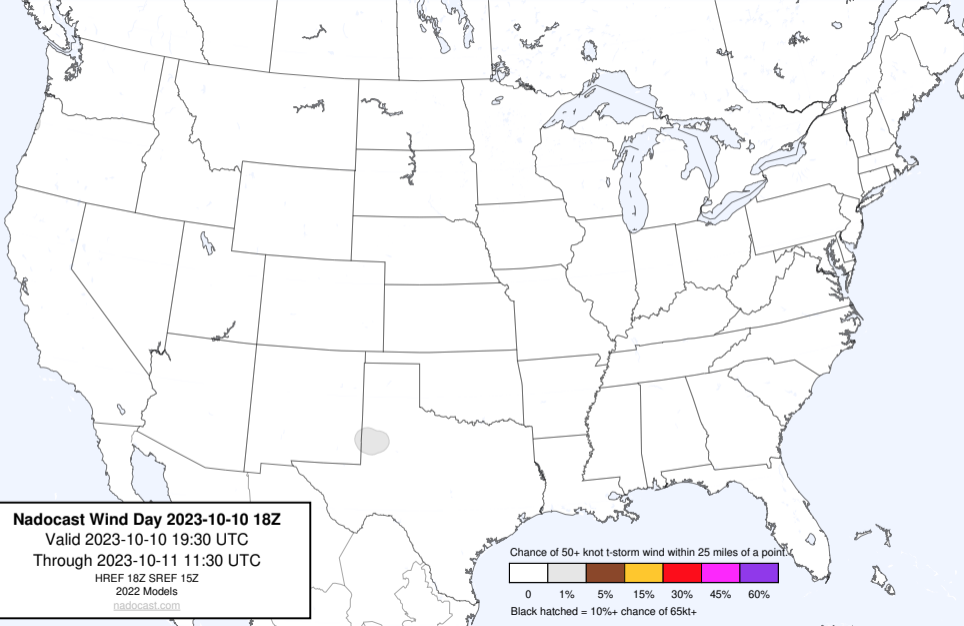 Nadocast Wind Day 2023-10-10 18Z
Valid 2023-10-10 19:30 UTC
Through 2023-10-11 11:30 UTC
HREF 18Z SREF 15Z
2022 Models
nadocast.com
Chance of 50+ knot t-storm wind within 25 miles of a point.
0 1% 5% 15% 30% 45% 60%
Black hatched = 10%+ chance of 65kt+